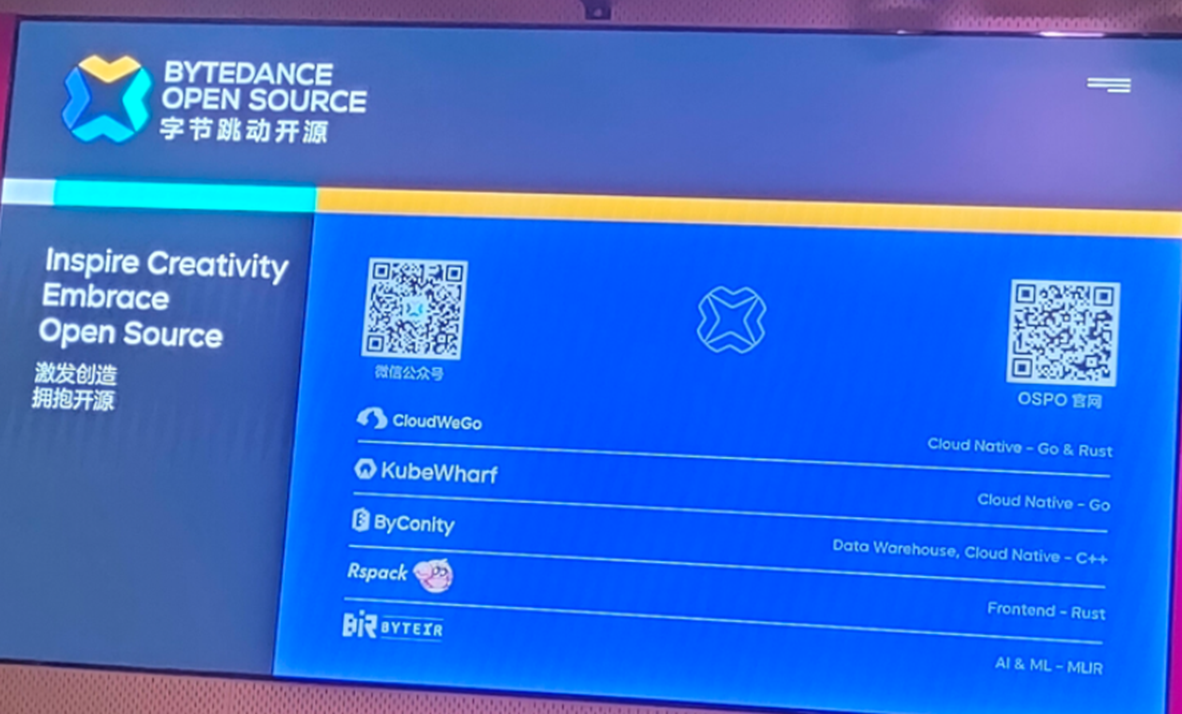 BYTEDANCE
OPEN SOURCE
字节跳动开源
Inspire Creativity
Embrace
Open Source
激发创造
拥抱开源
微信公众号
OSPO 官网
CloudWeGo
Cloud Native - Go & Rust
KubeWharf
Cloud Native - Go
ByConity
Data Warehouse, Cloud Native - C++
Rspack
Frontend - Rust
BIR BYTEIR
AI & ML - MLIR